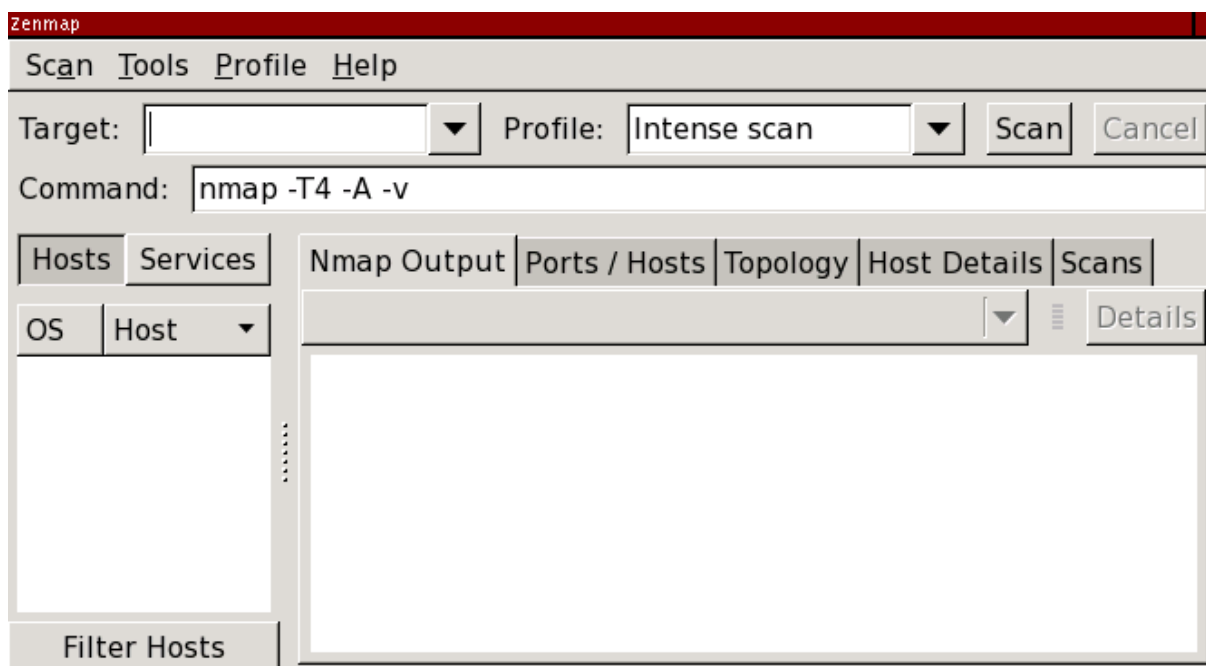 Zenmap
Scan Tools Profile Help
Target: Profile: Intense scan Scan Cancel
Command: nmap -T4 -A -v
Hosts Services Nmap Output Ports / Hosts Topology Host Details Scans
Details
OS Host
Filter Hosts